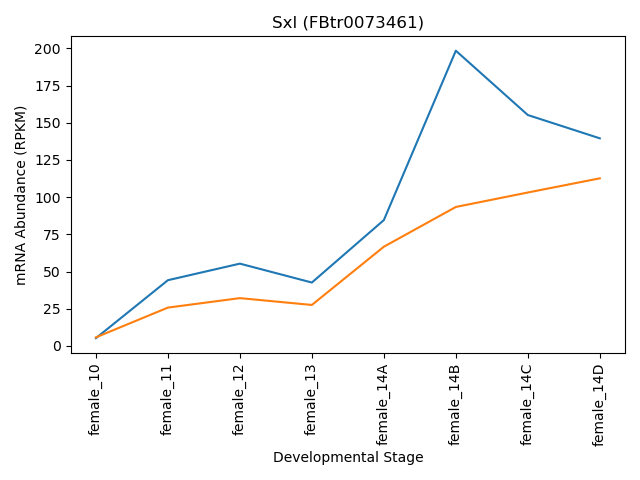 Sxl (FBtr0073461)
mRNA Abundance (RPKM)
200
175
150
125
100
75
50
25
0
female_10
female_11
female_12
female_13
female_14A
female_14B
female_14C
female_14D
Developmental Stage